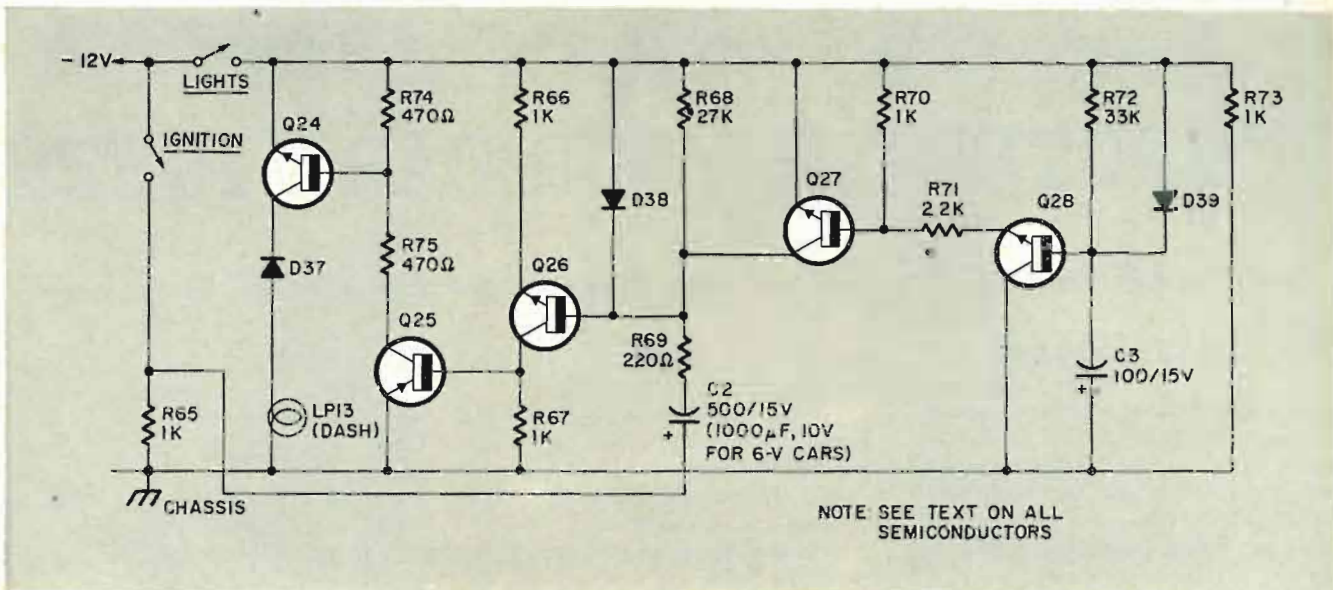 - 12V
LIGHTS
IGNITION
Q24
R74
470Ω
R66
1K
D38
R68
27K
Q27
R70
1K
R71
2 2K
Q28
R72
33K
D39
R73
1K
D37
R75
470Ω
Q26
Q25
R69
220Ω
C2
500/15V
(1000µF, 10V
FOR 6-V CARS)
C3
100/15V
+
+
R65
1K
LP13
(DASH)
R67
1K
CHASSIS
NOTE: SEE TEXT ON ALL
SEMICONDUCTORS